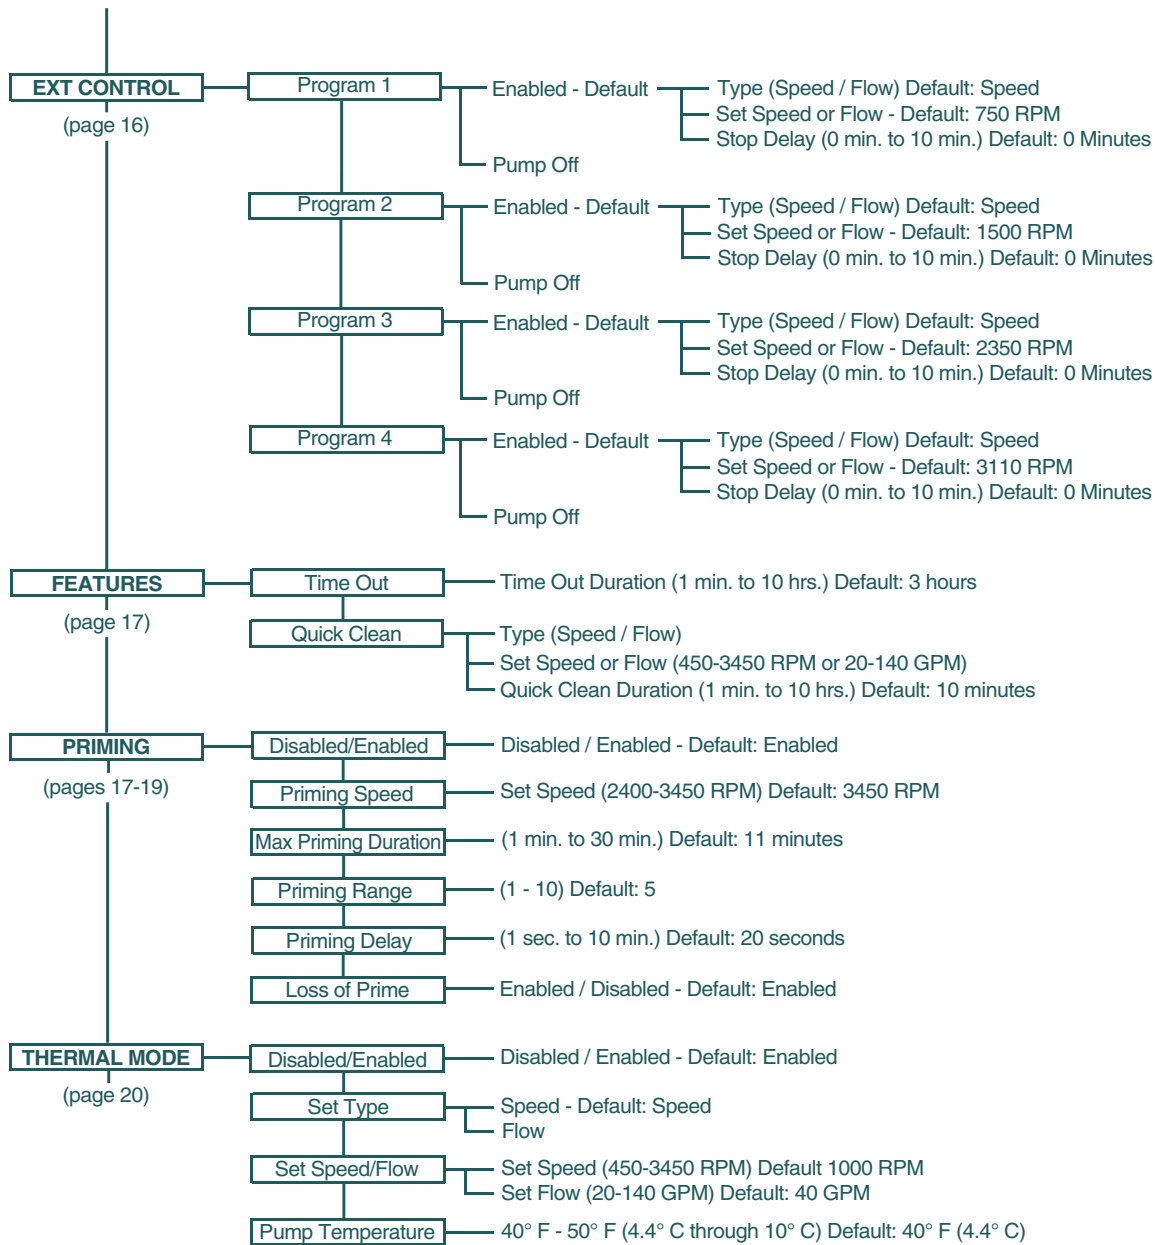 EXT CONTROL
(page 16)
Program 1
Enabled - Default
Type (Speed / Flow) Default: Speed
Set Speed or Flow - Default: 750 RPM
Stop Delay (0 min. to 10 min.) Default: 0 Minutes
Pump Off
Program 2
Enabled - Default
Type (Speed / Flow) Default: Speed
Set Speed or Flow - Default: 1500 RPM
Stop Delay (0 min. to 10 min.) Default: 0 Minutes
Pump Off
Program 3
Enabled - Default
Type (Speed / Flow) Default: Speed
Set Speed or Flow - Default: 2350 RPM
Stop Delay (0 min. to 10 min.) Default: 0 Minutes
Pump Off
Program 4
Enabled - Default
Type (Speed / Flow) Default: Speed
Set Speed or Flow - Default: 3110 RPM
Stop Delay (0 min. to 10 min.) Default: 0 Minutes
Pump Off
FEATURES
(page 17)
Time Out
Time Out Duration (1 min. to 10 hrs.) Default: 3 hours
Quick Clean
Type (Speed / Flow)
Set Speed or Flow (450-3450 RPM or 20-140 GPM)
Quick Clean Duration (1 min. to 10 hrs.) Default: 10 minutes
PRIMING
(pages 17-19)
Disabled/Enabled
Disabled / Enabled - Default: Enabled
Priming Speed
Set Speed (2400-3450 RPM) Default: 3450 RPM
Max Priming Duration
(1 min. to 30 min.) Default: 11 minutes
Priming Range
(1 - 10) Default: 5
Priming Delay
(1 sec. to 10 min.) Default: 20 seconds
Loss of Prime
Enabled / Disabled - Default: Enabled
THERMAL MODE
(page 20)
Disabled/Enabled
Disabled / Enabled - Default: Enabled
Set Type
Speed - Default: Speed
Flow
Set Speed/Flow
Set Speed (450-3450 RPM) Default 1000 RPM
Set Flow (20-140 GPM) Default: 40 GPM
Pump Temperature
40° F - 50° F (4.4° C through 10° C) Default: 40° F (4.4° C)